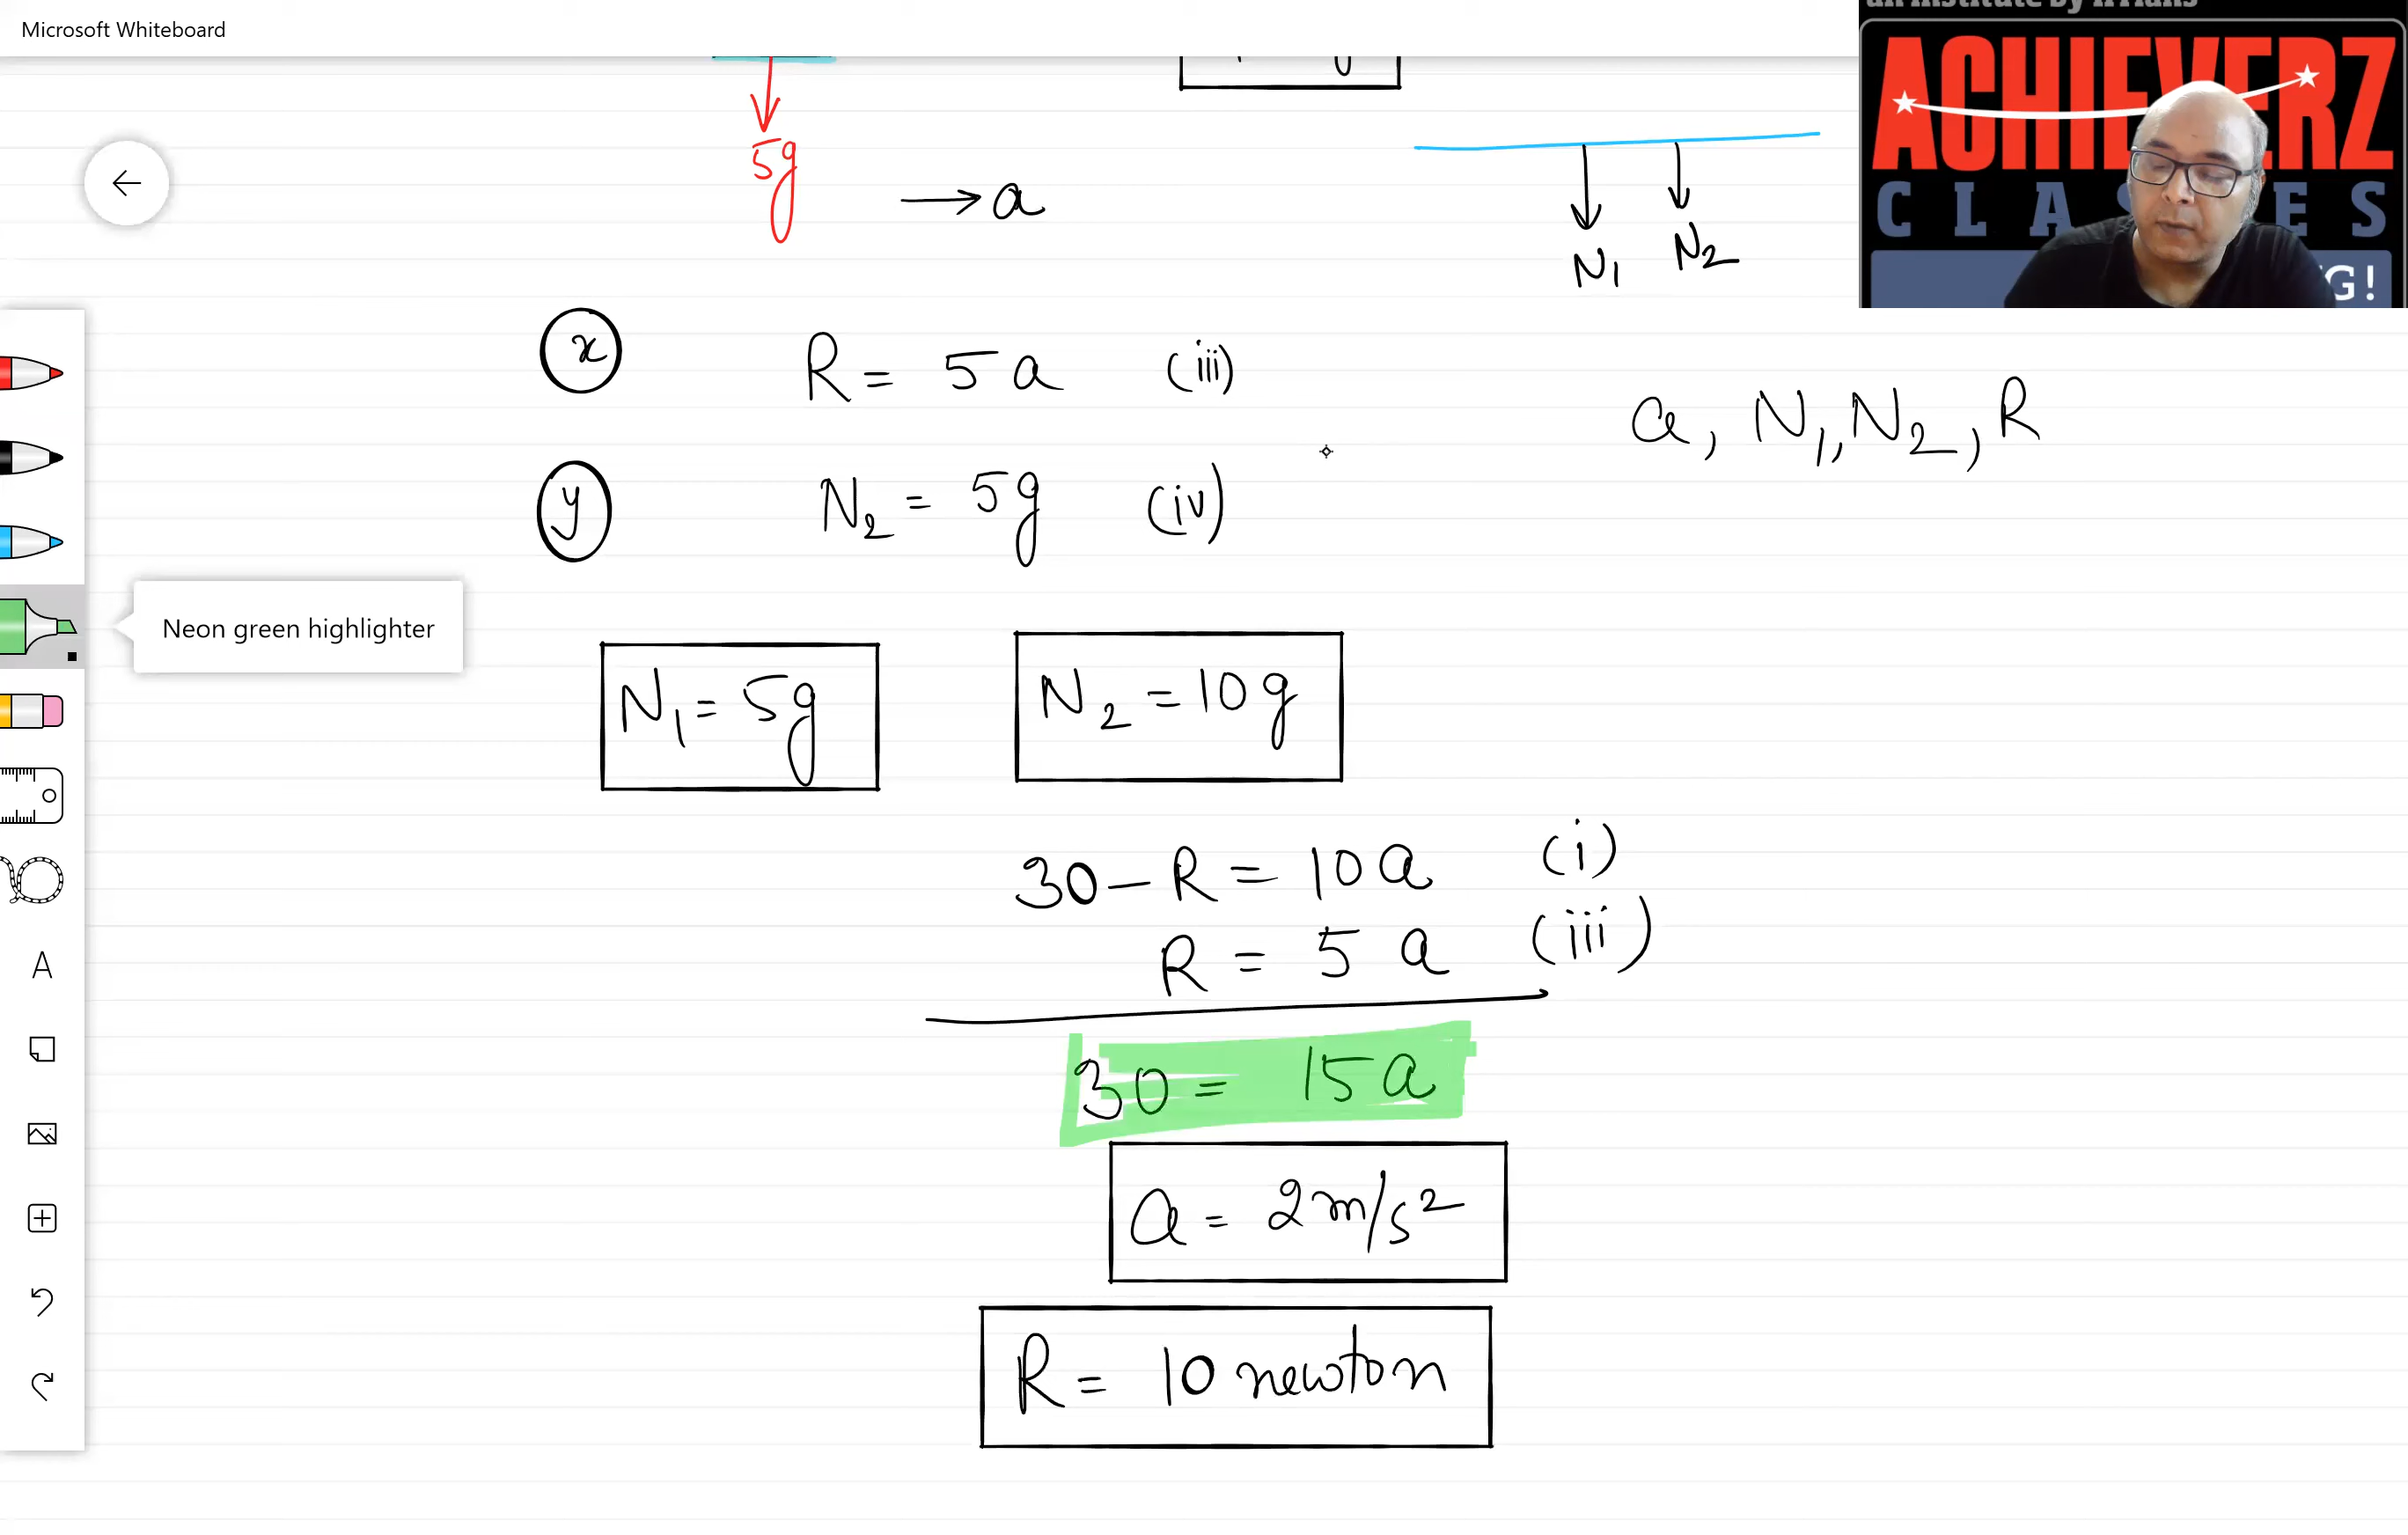 Microsoft Whiteboard
ACHIEVERZ
G!
5g
→ a
N1 N2
x R = 5a (iii)
a, N1, N2, R
y N2 = 5g (iv)
Neon green highlighter
N1 = 5g N2 = 10g
30 - R = 10a (i)
R = 5a (iii)
30 = 15a
a = 2m/s²
R = 10 newton